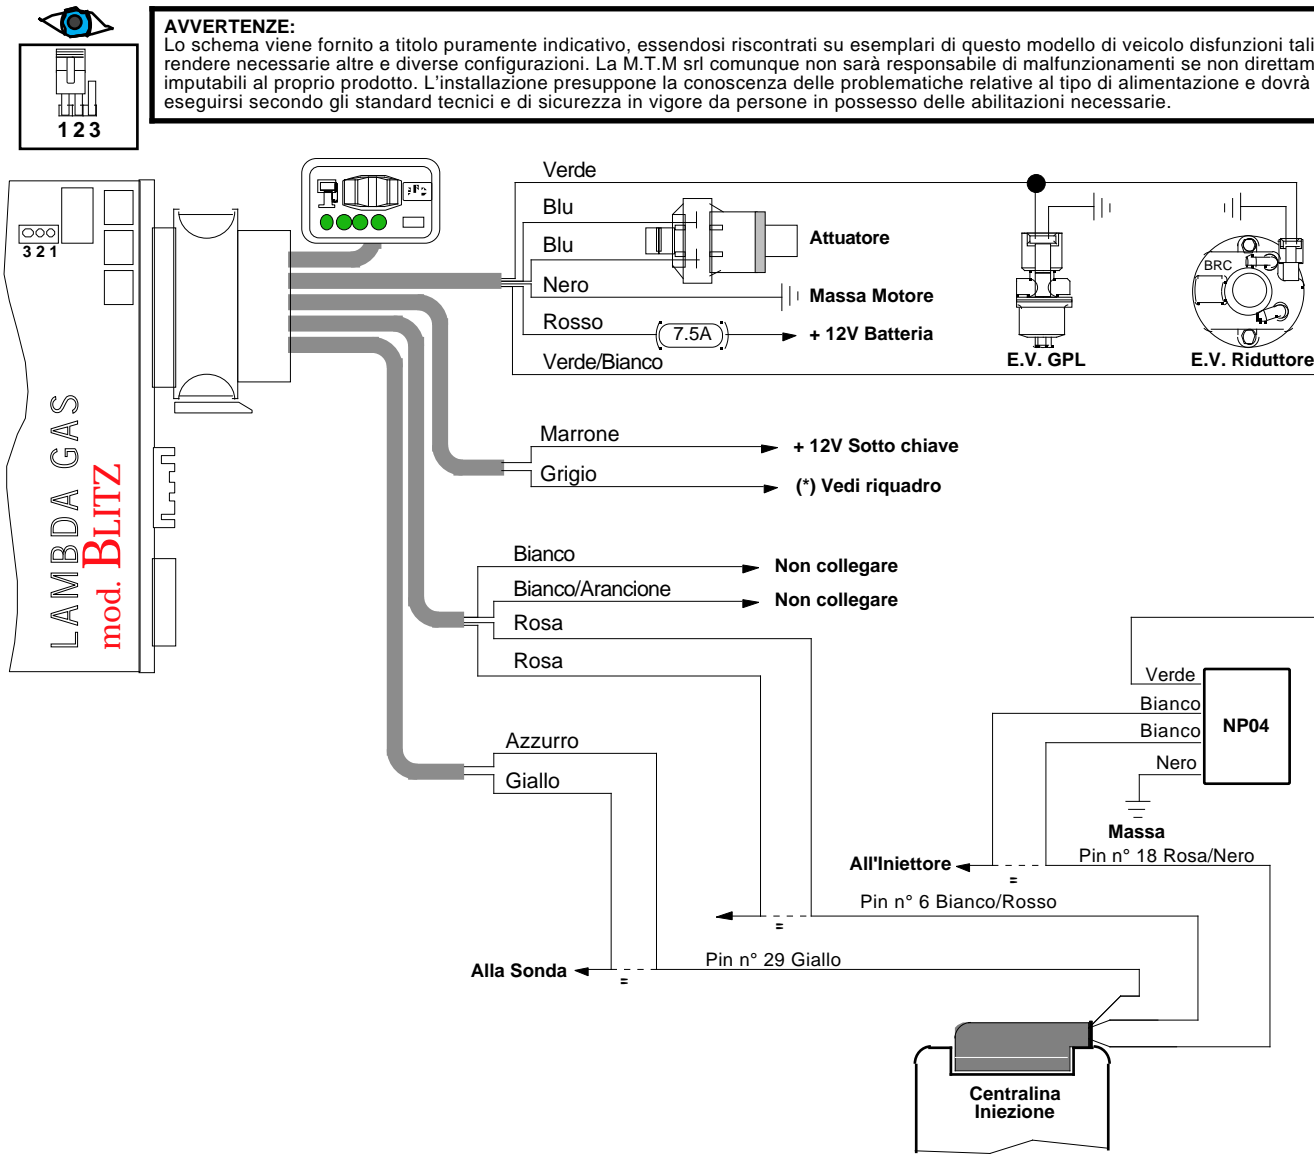 AVVERTENZE:
Lo schema viene fornito a titolo puramente indicativo, essendosi riscontrati su esemplari di questo modello di veicolo disfunzioni tali
rendere necessarie altre e diverse configurazioni. La M.T.M srl comunque non sarà responsabile di malfunzionamenti se non direttam
imputabili al proprio prodotto. L'installazione presuppone la conoscenza delle problematiche relative al tipo di alimentazione e dovrà
eseguirsi secondo gli standard tecnici e di sicurezza in vigore da persone in possesso delle abilitazioni necessarie.
1 2 3
3 2 1
LAMBDA GAS
mod. BLITZ
Verde
Blu
Blu
Attuatore
Nero
Massa Motore
Rosso
7.5A
+ 12V Batteria
Verde/Bianco
E.V. GPL
BRC
E.V. Riduttore
Marrone
+ 12V Sotto chiave
Grigio
(*) Vedi riquadro
Bianco
Non collegare
Bianco/Arancione
Non collegare
Rosa
Rosa
Azzurro
Giallo
Verde
Bianco
Bianco
Nero
NP04
Massa
All'Iniettore
Pin n° 18 Rosa/Nero
=
Pin n° 6 Bianco/Rosso
=
Alla Sonda
Pin n° 29 Giallo
=
Centralina
Iniezione